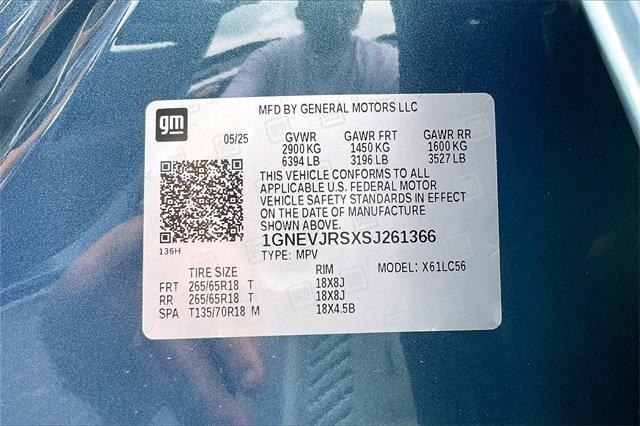 MFD BY GENERAL MOTORS LLC
gm
05/25 GVWR GAWR FRT GAWR RR
2900 KG 1450 KG 1600 KG
6394 LB 3196 LB 3527 LB
THIS VEHICLE CONFORMS TO ALL
APPLICABLE U.S. FEDERAL MOTOR
VEHICLE SAFETY STANDARDS IN EFFECT
ON THE DATE OF MANUFACTURE
SHOWN ABOVE.
1GNEVJRSXSJ261366
136H
TYPE: MPV
TIRE SIZE RIM MODEL: X61LC56
FRT 265/65R18 T 18X8J
RR 265/65R18 T 18X8J
SPA T135/70R18 M 18X4.5B